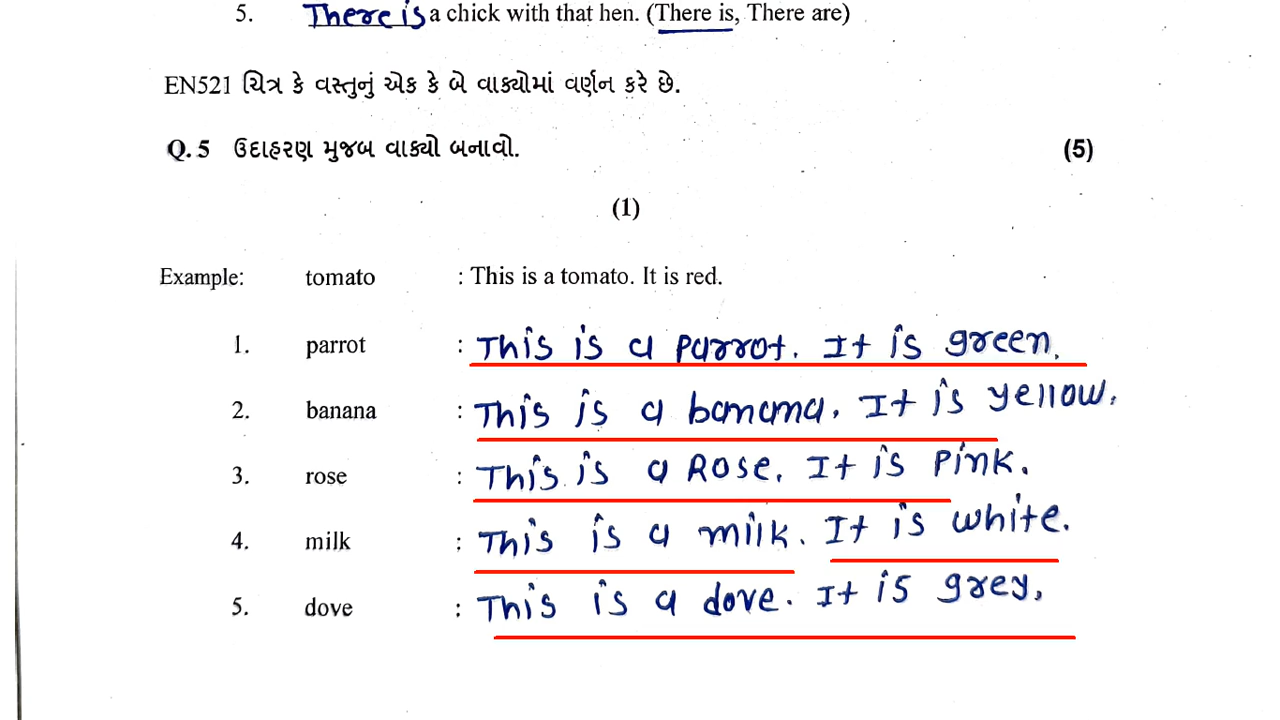 5. There is a chick with that hen. (There is, There are)
EN521 ચિત્ર કે વસ્તુનું એક કે બે વાક્યોમાં વર્ણન કરે છે.
Q. 5 ઉદાહરણ મુજબ વાક્યો બનાવો. (5)
(1)
Example: tomato : This is a tomato. It is red.
1. parrot : This is a parrot. It is green.
2. banana : This is a banana. It is yellow.
3. rose : This is a Rose. It is Pink.
4. milk : This is a milk. It is white.
5. dove : This is a dove. It is grey.